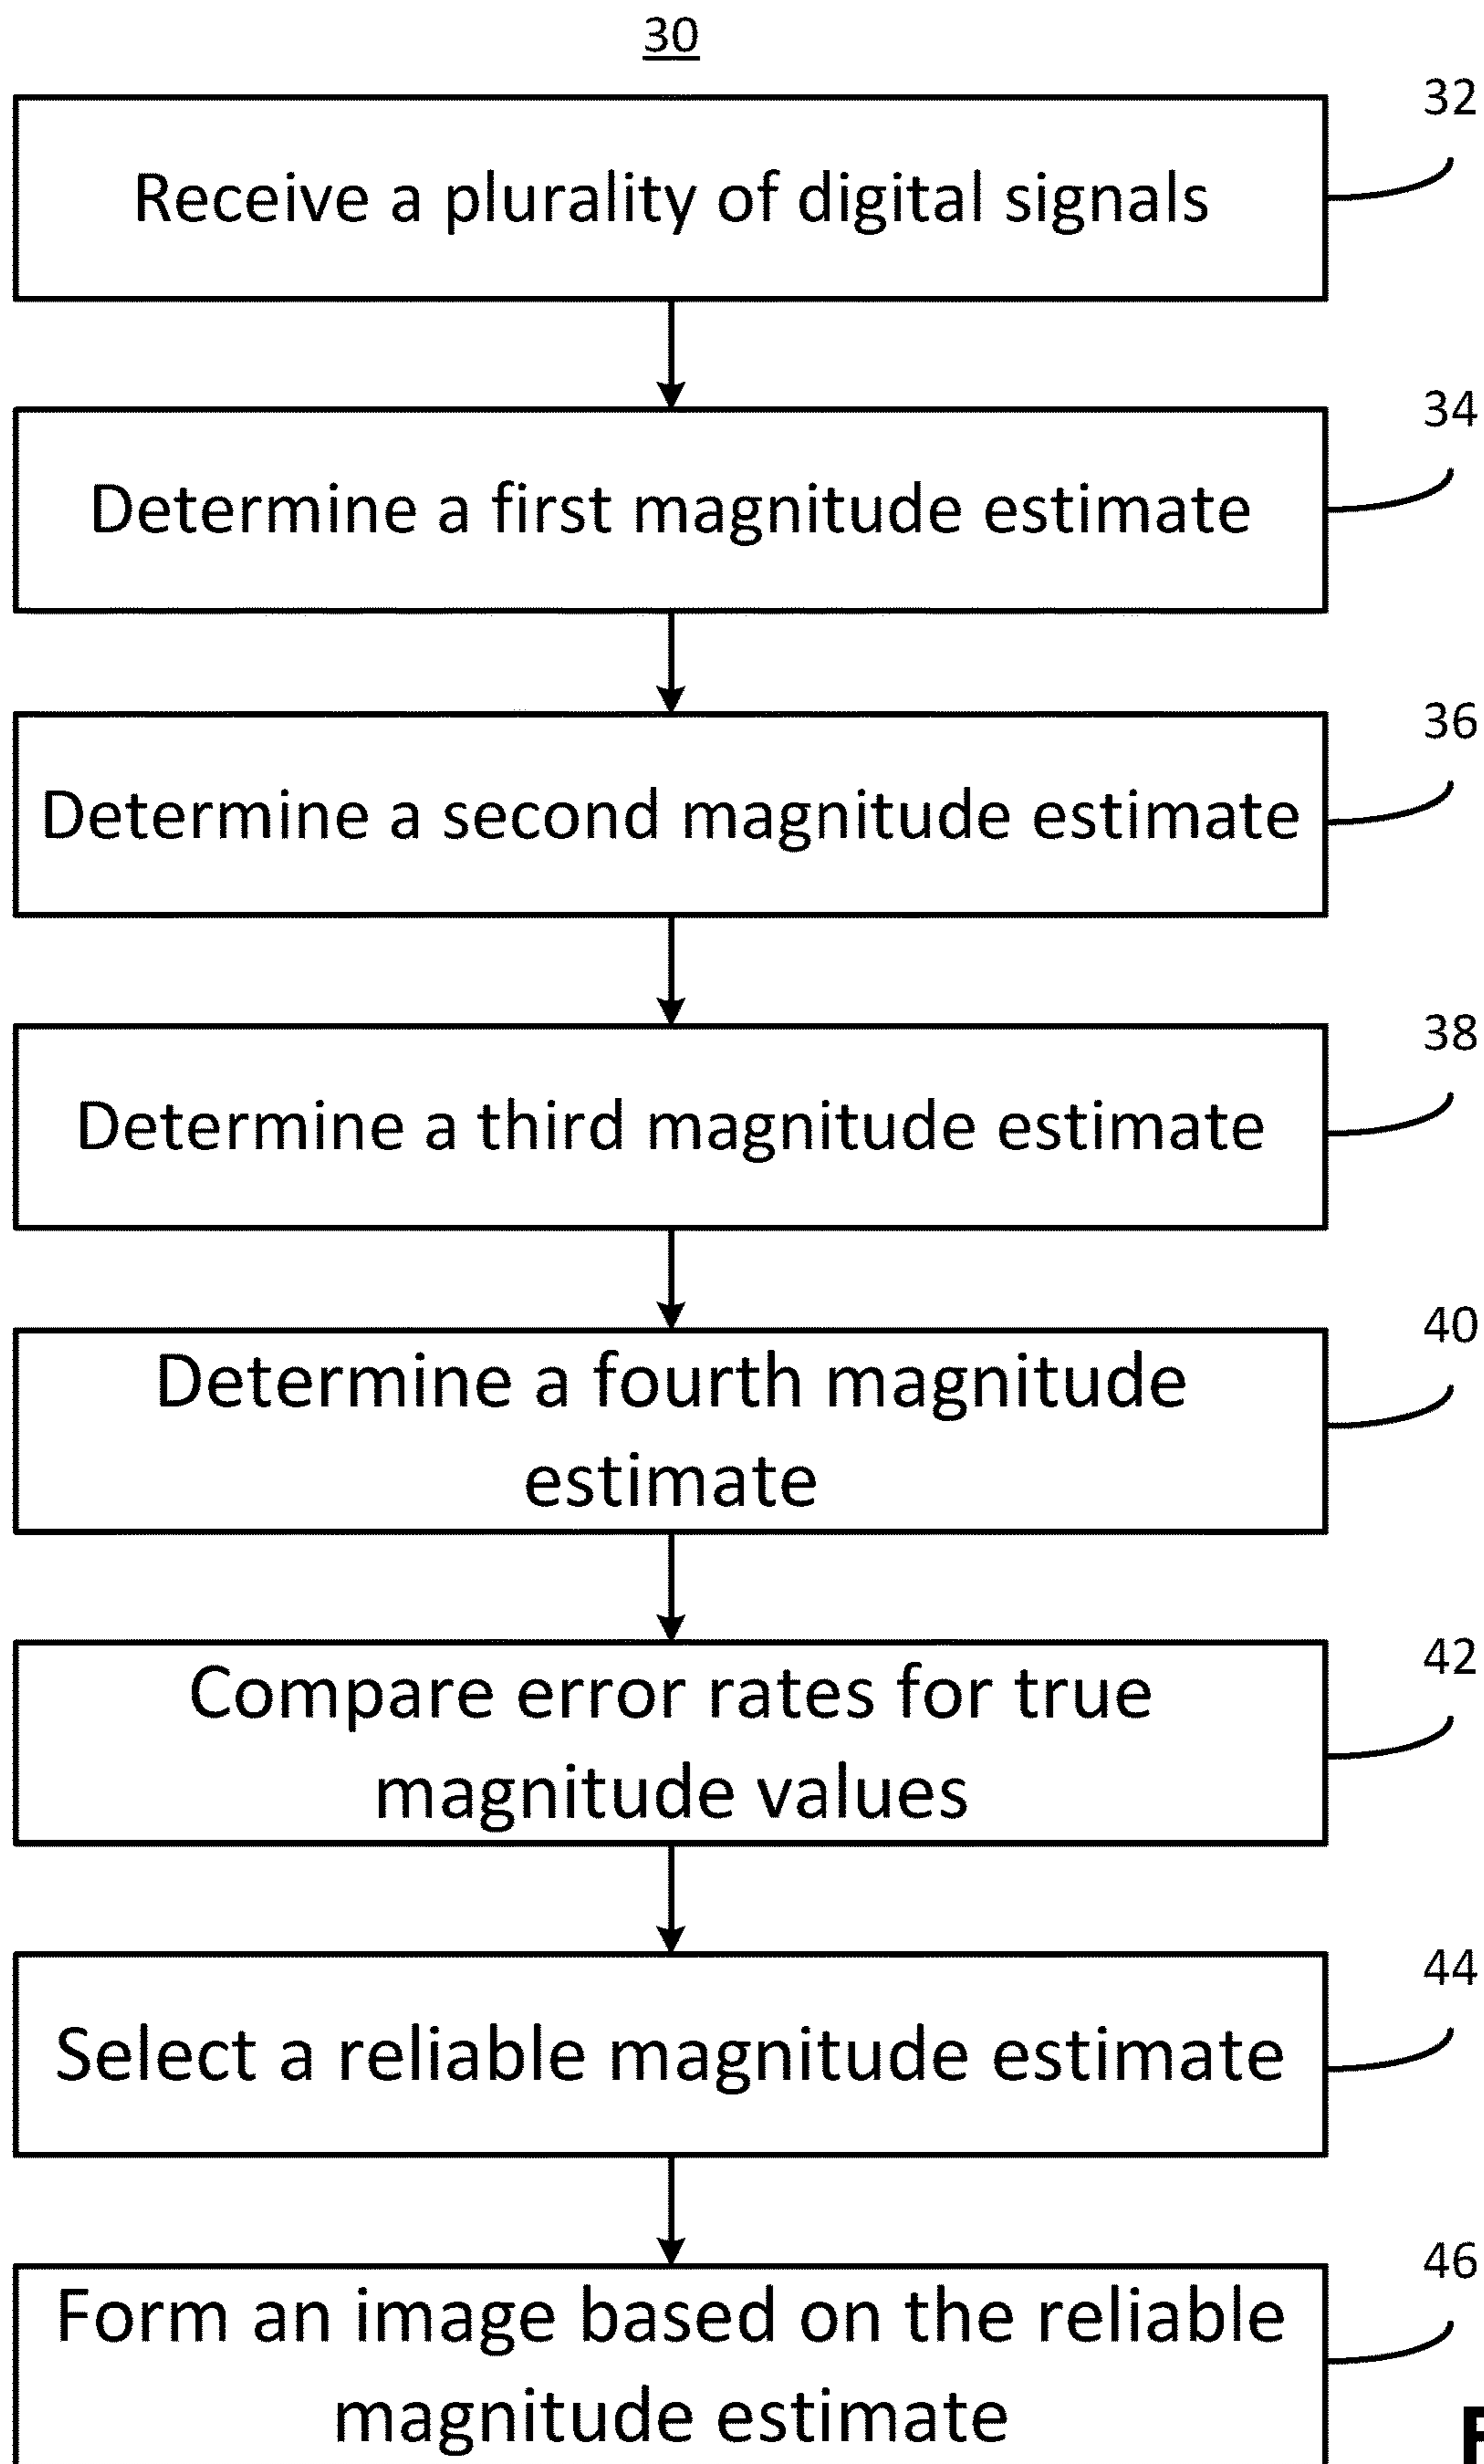 30
32
Receive a plurality of digital signals
34
Determine a first magnitude estimate
36
Determine a second magnitude estimate
38
Determine a third magnitude estimate
40
Determine a fourth magnitude
estimate
42
Compare error rates for true
magnitude values
44
Select a reliable magnitude estimate
46
Form an image based on the reliable
magnitude estimate